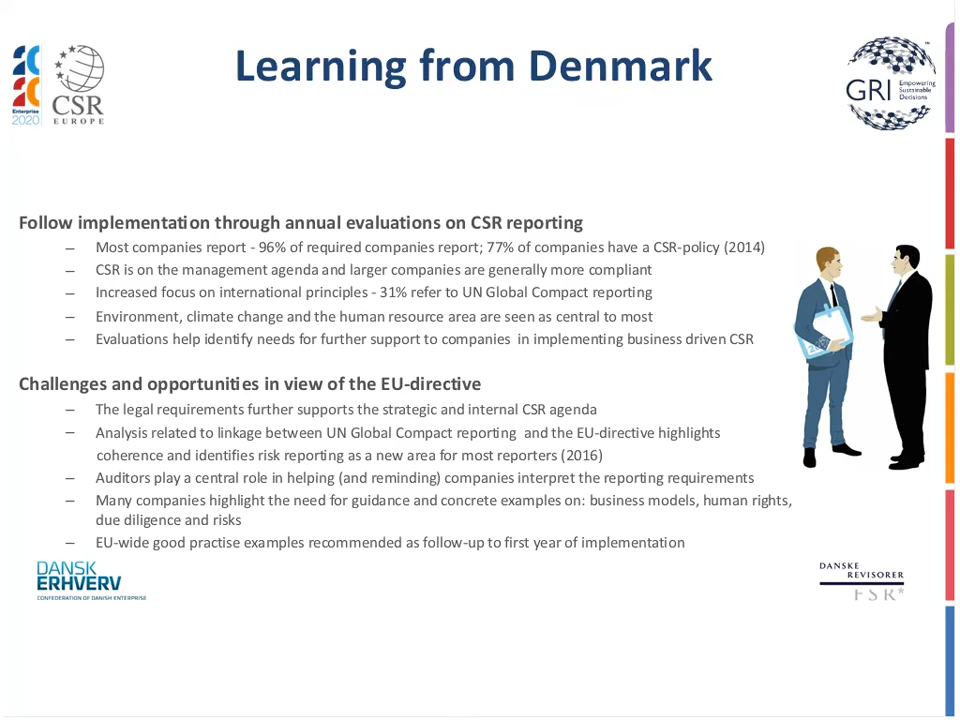 Learning from Denmark
20
20
Enterprise
2020
CSR
EUROPE
GRI
Empowering
Sustainable
Decisions
™
Follow implementation through annual evaluations on CSR reporting
– Most companies report - 96% of required companies report; 77% of companies have a CSR-policy (2014)
– CSR is on the management agenda and larger companies are generally more compliant
– Increased focus on international principles - 31% refer to UN Global Compact reporting
– Environment, climate change and the human resource area are seen as central to most
– Evaluations help identify needs for further support to companies in implementing business driven CSR
Challenges and opportunities in view of the EU-directive
– The legal requirements further supports the strategic and internal CSR agenda
– Analysis related to linkage between UN Global Compact reporting and the EU-directive highlights
coherence and identifies risk reporting as a new area for most reporters (2016)
– Auditors play a central role in helping (and reminding) companies interpret the reporting requirements
– Many companies highlight the need for guidance and concrete examples on: business models, human rights,
due diligence and risks
– EU-wide good practise examples recommended as follow-up to first year of implementation
DANSK
ERHVERV
CONFEDERATION OF DANISH ENTERPRISE
DANSKE
REVISORER
FSR*